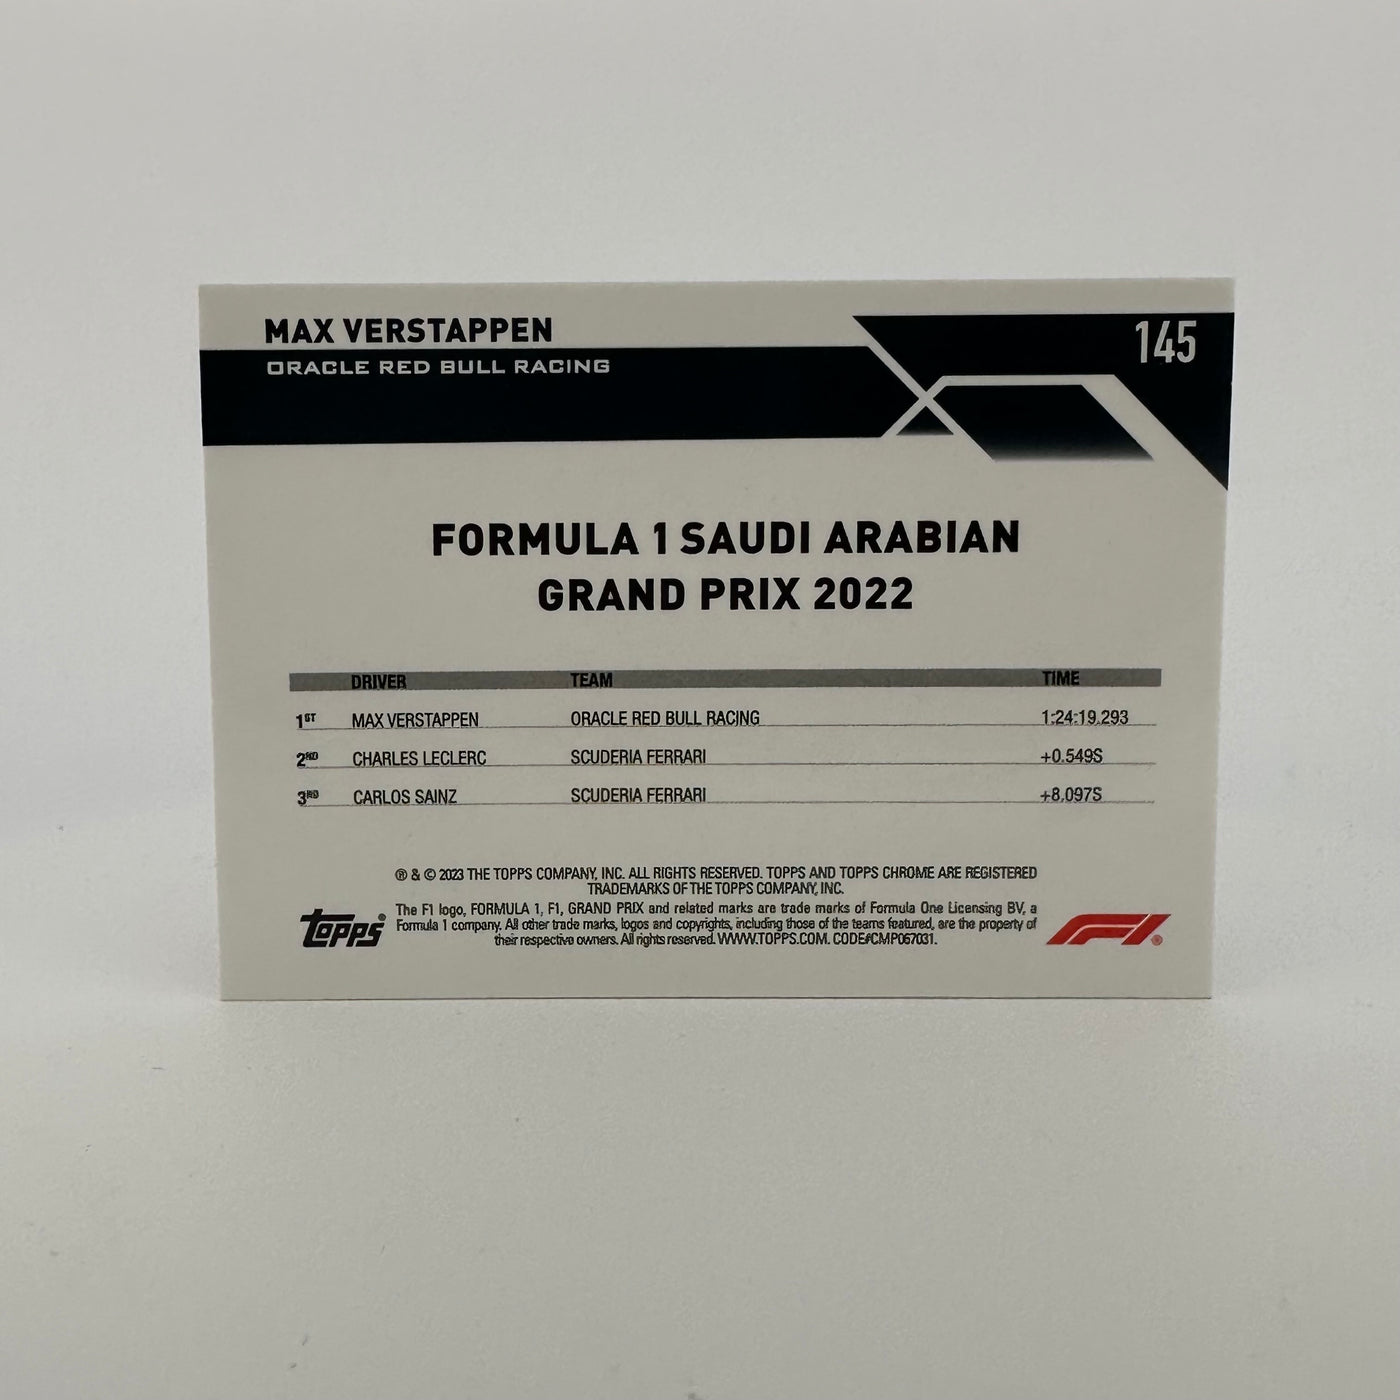 MAX VERSTAPPEN
145
ORACLE RED BULL RACING
FORMULA 1 SAUDI ARABIAN
GRAND PRIX 2022
DRIVER TEAM TIME
1ST MAX VERSTAPPEN ORACLE RED BULL RACING 1:24:19.293
2ND CHARLES LECLERC SCUDERIA FERRARI +0.549S
3RD CARLOS SAINZ SCUDERIA FERRARI +8.097S
® & © 2023 THE TOPPS COMPANY, INC. ALL RIGHTS RESERVED. TOPPS AND TOPPS CHROME ARE REGISTERED
TRADEMARKS OF THE TOPPS COMPANY, INC.
The F1 logo, FORMULA 1, F1, GRAND PRIX and related marks are trade marks of Formula One Licensing BV, a
Formula 1 company. All other trade marks, logos and copyrights, including those of the teams featured, are the property of
their respective owners. All rights reserved. WWW.TOPPS.COM. CODE#CMP067031.
Topps®
F1®